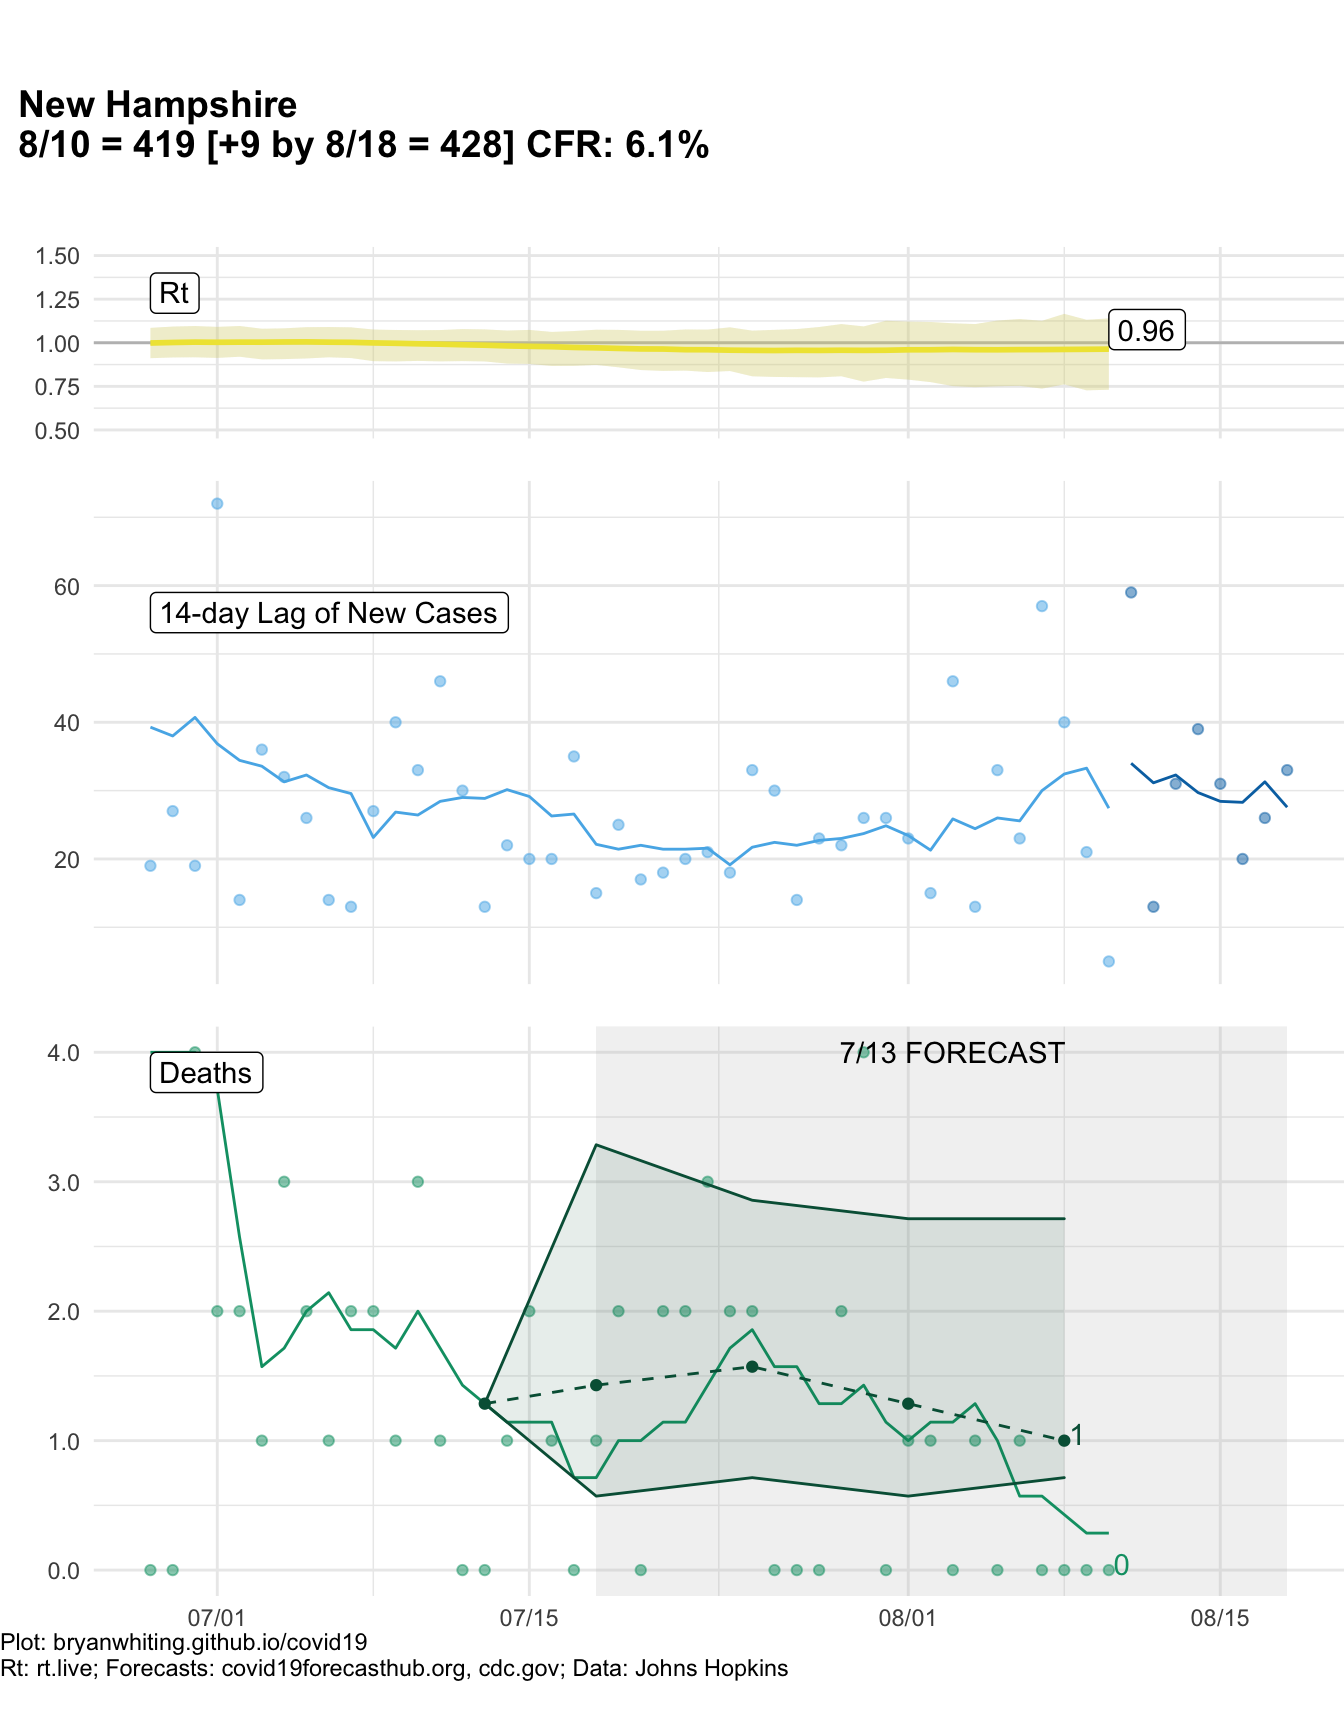 New Hampshire
8/10 = 419 [+9 by 8/18 = 428] CFR: 6.1%
1.50
1.25
1.00
0.75
0.50
Rt
0.96
60
40
20
14-day Lag of New Cases
4.0
3.0
2.0
1.0
0.0
Deaths
7/13 FORECAST
1
0
07/01
07/15
08/01
08/15
Plot: bryanwhiting.github.io/covid19
Rt: rt.live; Forecasts: covid19forecasthub.org, cdc.gov; Data: Johns Hopkins